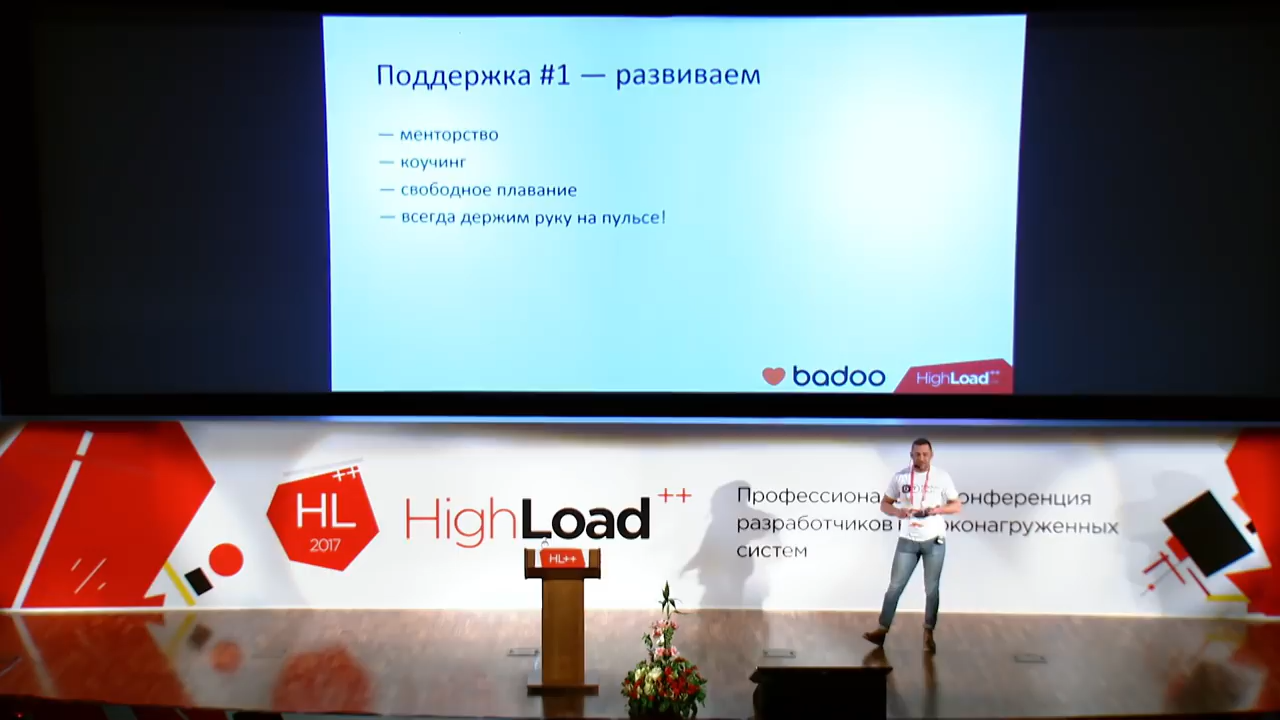 Поддержка #1 — развиваем
— менторство
— коучинг
— свободное плавание
— всегда держим руку на пульсе!
badoo
HighLoad++
HL++
2017
HighLoad++
Профессиона онференция
разработчиков конагруженных
систем
HL++